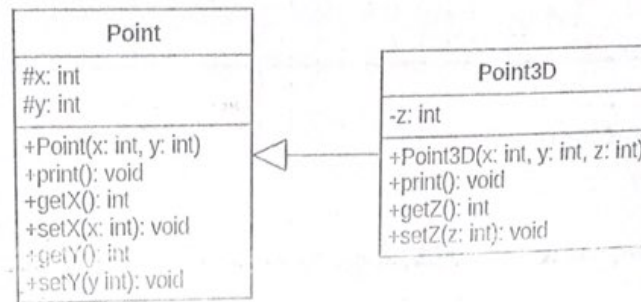 Point
#x: int
#y: int
+Point(x: int, y: int)
+print(): void
+getX(): int
+setX(x: int): void
+getY(): int
+setY(y int): void
Point3D
-z: int
+Point3D(x: int, y: int, z: int)
+print(): void
+getZ(): int
+setZ(z: int): void